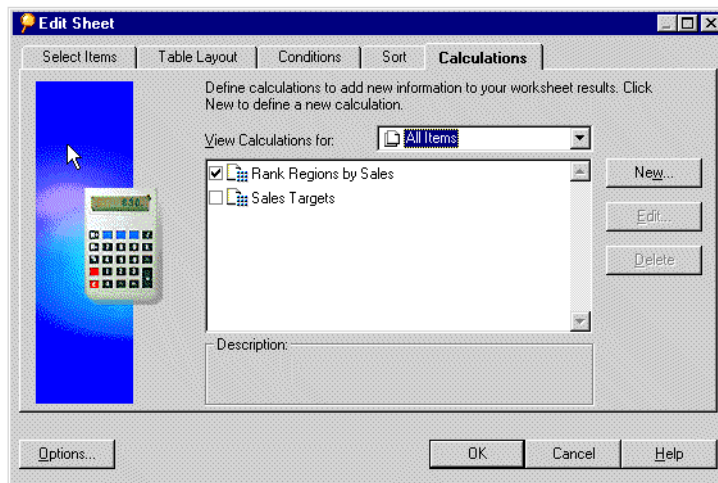 Edit Sheet
Select Items Table Layout Conditions Sort Calculations
Define calculations to add new information to your worksheet results. Click
New to define a new calculation.
View Calculations for: All Items
Rank Regions by Sales
Sales Targets
New...
Edit...
Delete
Description:
Options... OK Cancel Help